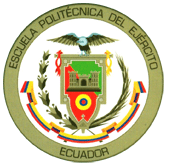 ESCUELA POLITÉCNICA DEL EJÉRCITO
ECUADOR